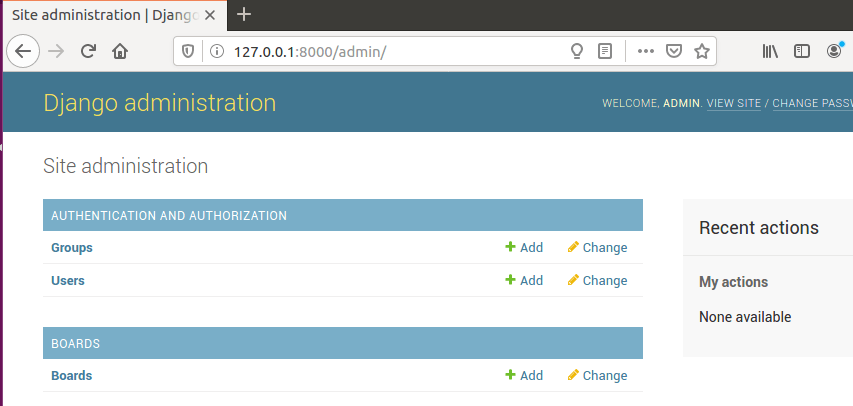 Site administration | Django
127.0.0.1:8000/admin/
Django administration
WELCOME, ADMIN. VIEW SITE / CHANGE PASSW
Site administration
AUTHENTICATION AND AUTHORIZATION
Groups Add Change
Users Add Change
Recent actions
My actions
None available
BOARDS
Boards Add Change